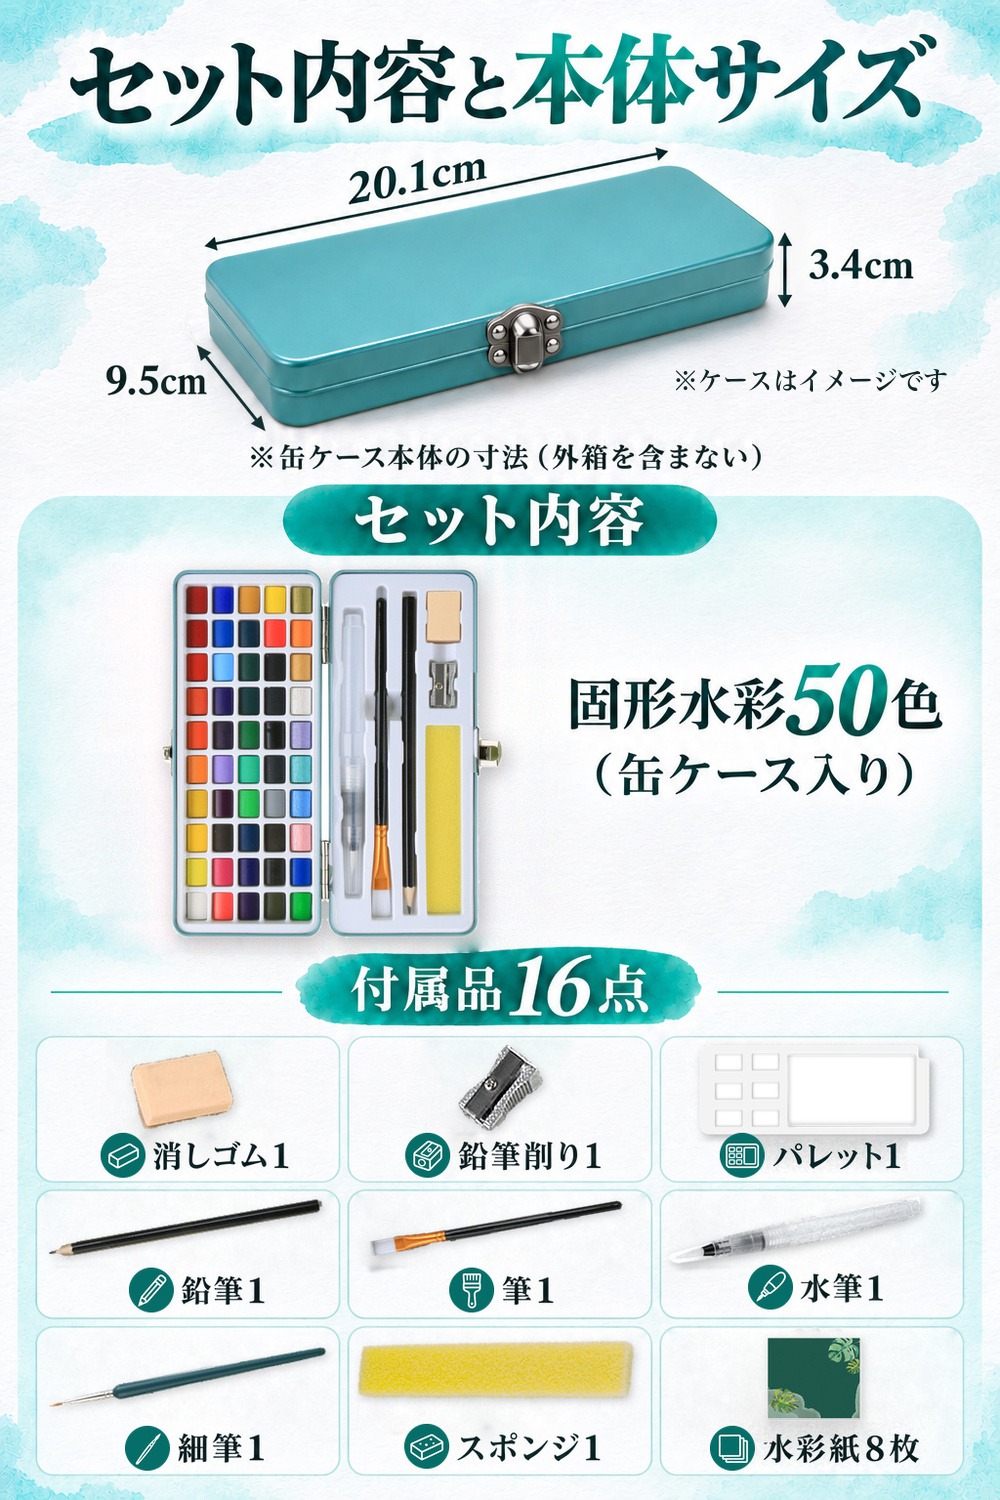 セット内容と本体サイズ
20.1cm
3.4cm
9.5cm
※ケースはイメージです
※缶ケース本体の寸法（外箱を含まない）
セット内容
固形水彩50色
（缶ケース入り）
付属品16点
消しゴム1
鉛筆削り1
パレット1
鉛筆1
筆1
水筆1
細筆1
スポンジ1
水彩紙8枚